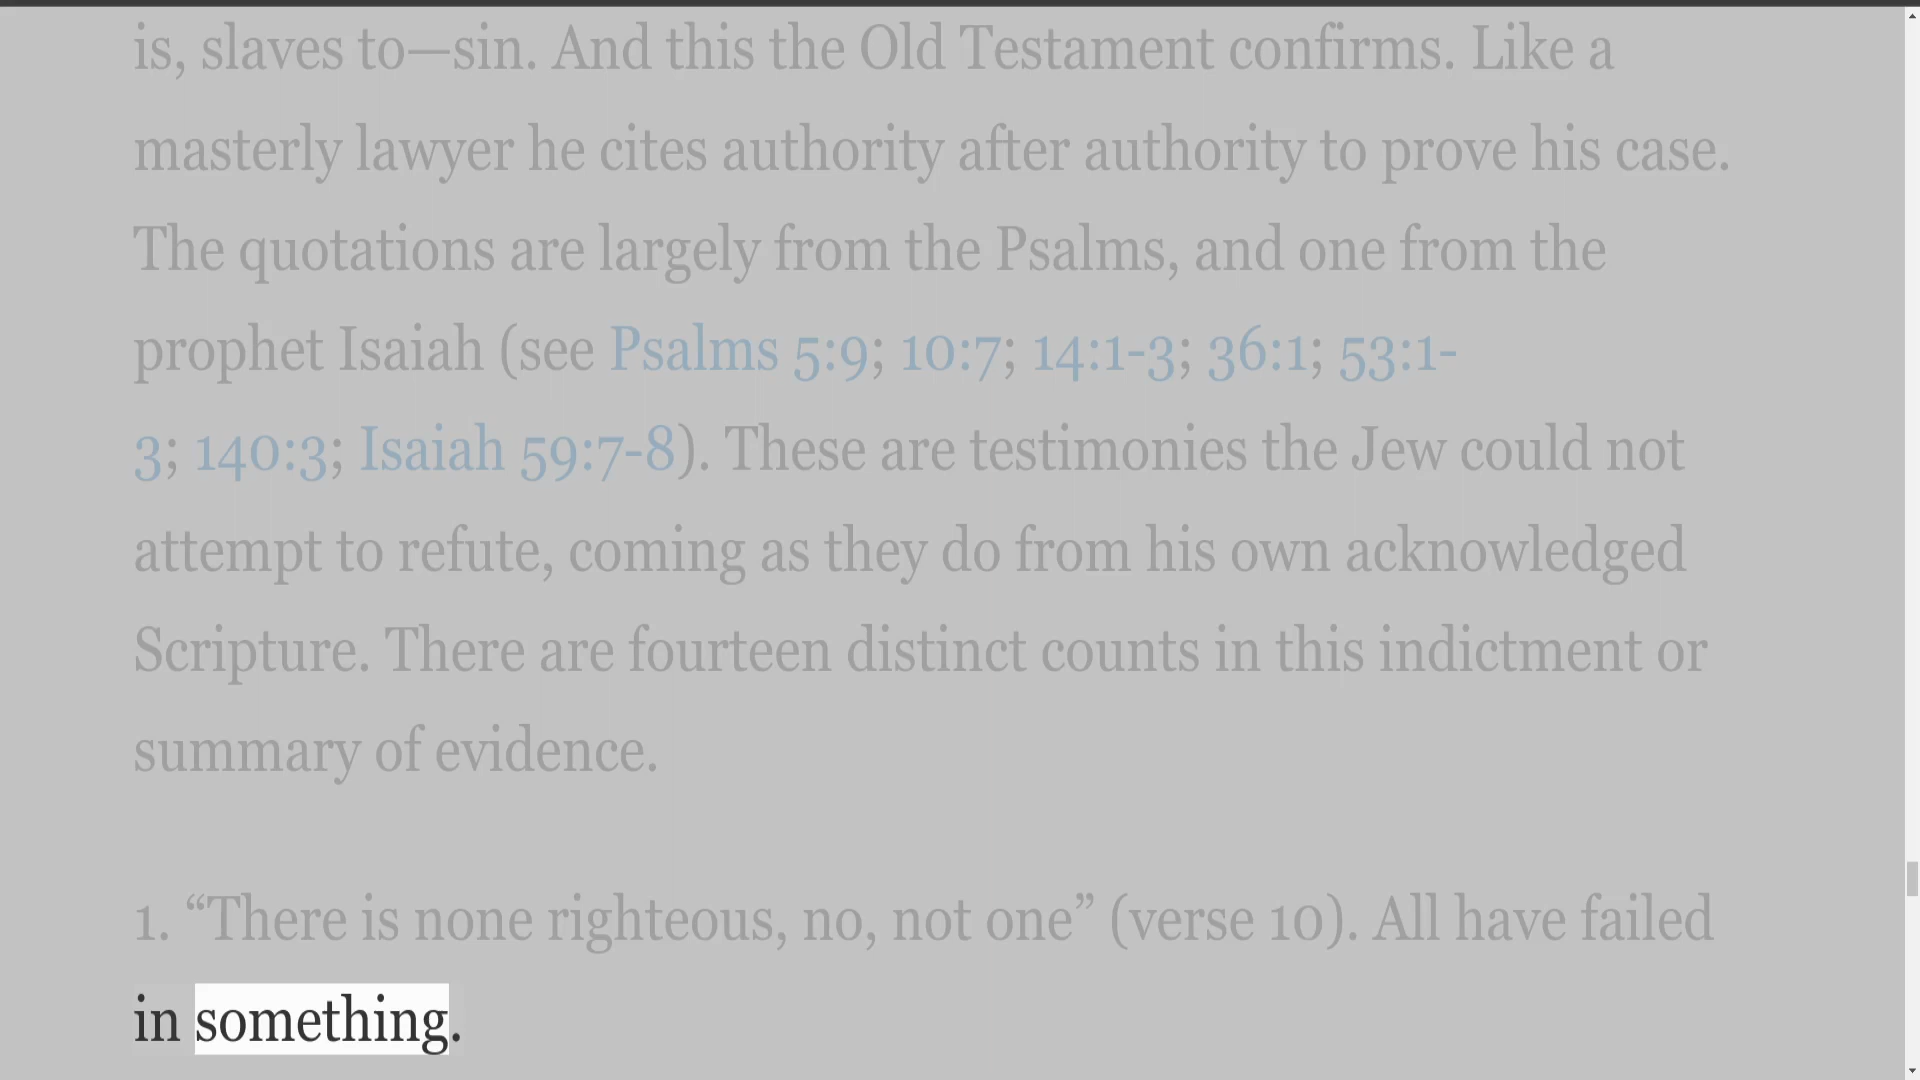 is, slaves to—sin. And this the Old Testament confirms. Like a
masterly lawyer he cites authority after authority to prove his case.
The quotations are largely from the Psalms, and one from the
prophet Isaiah (see Psalms 5:9; 10:7; 14:1-3; 36:1; 53:1-
3; 140:3; Isaiah 59:7-8). These are testimonies the Jew could not
attempt to refute, coming as they do from his own acknowledged
Scripture. There are fourteen distinct counts in this indictment or
summary of evidence.
1. “There is none righteous, no, not one” (verse 10). All have failed
in something.